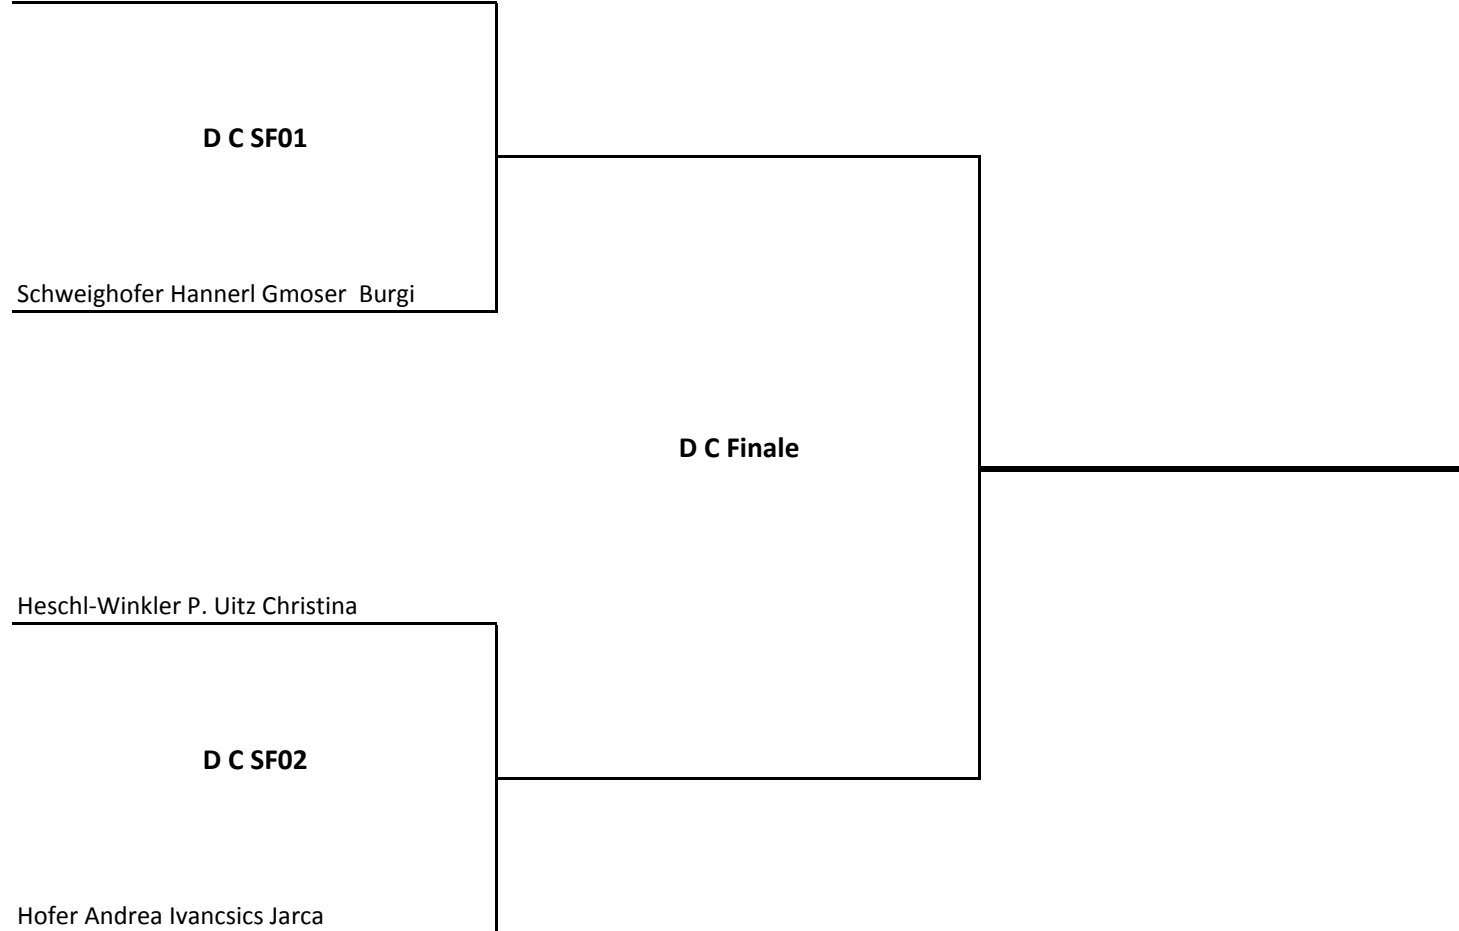 D C SF01
Schweighofer Hannerl Gmoser  Burgi
D C Finale
Heschl-Winkler P. Uitz Christina
D C SF02
Hofer Andrea Ivancsics Jarca